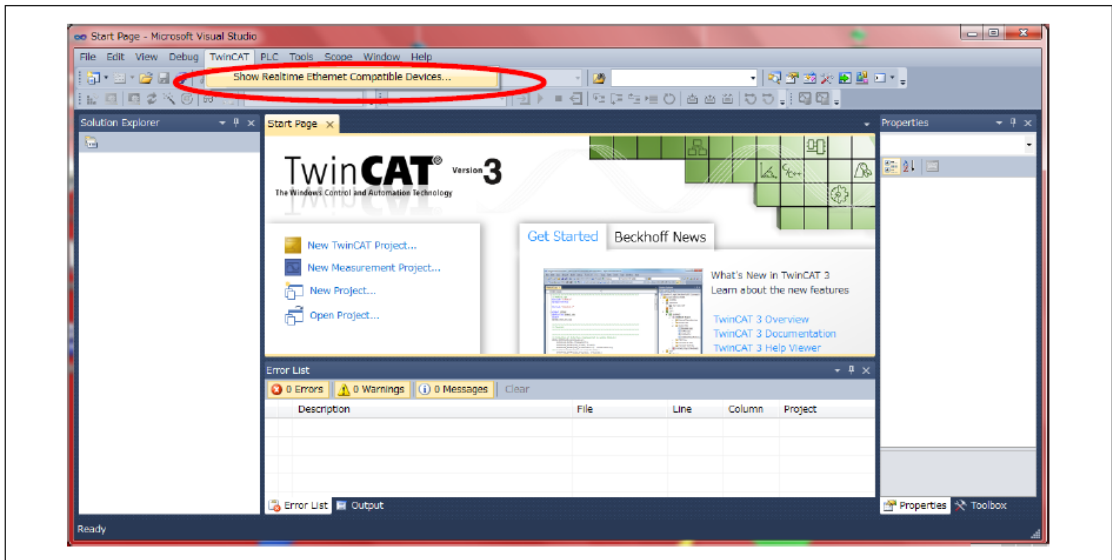 Start Page - Microsoft Visual Studio
File Edit View Debug TwinCAT PLC Tools Scope Window Help
Show Realtime Ethernet Compatible Devices...
Solution Explorer
Start Page
Properties
TwinCAT® Version 3
The Windows Control and Automation Technology
New TwinCAT Project...
New Measurement Project...
New Project...
Open Project...
Get Started Beckhoff News
What's New in TwinCAT 3
Learn about the new features
TwinCAT 3 Overview
TwinCAT 3 Documentation
TwinCAT 3 Help Viewer
Error List
0 Errors 0 Warnings 0 Messages Clear
Description File Line Column Project
Error List Output
Properties Toolbox
Ready